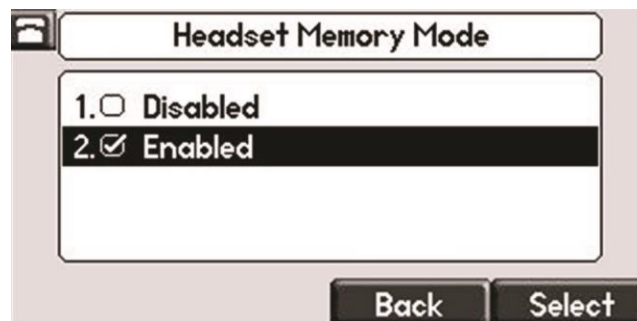 Headset Memory Mode
1. Disabled
2. Enabled
Back Select